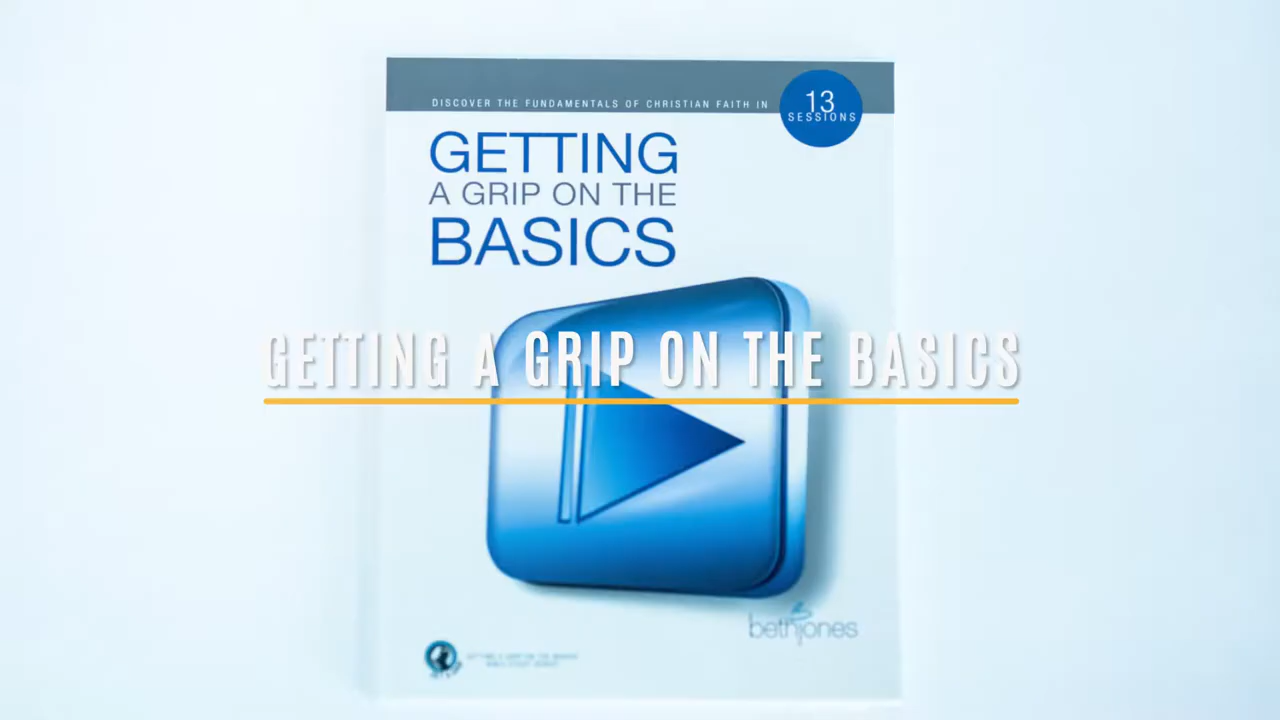 DISCOVER THE FUNDAMENTALS OF CHRISTIAN FAITH IN
13
SESSIONS
GETTING
A GRIP ON THE
BASICS
GETTING A GRIP ON THE BASICS
bethjones